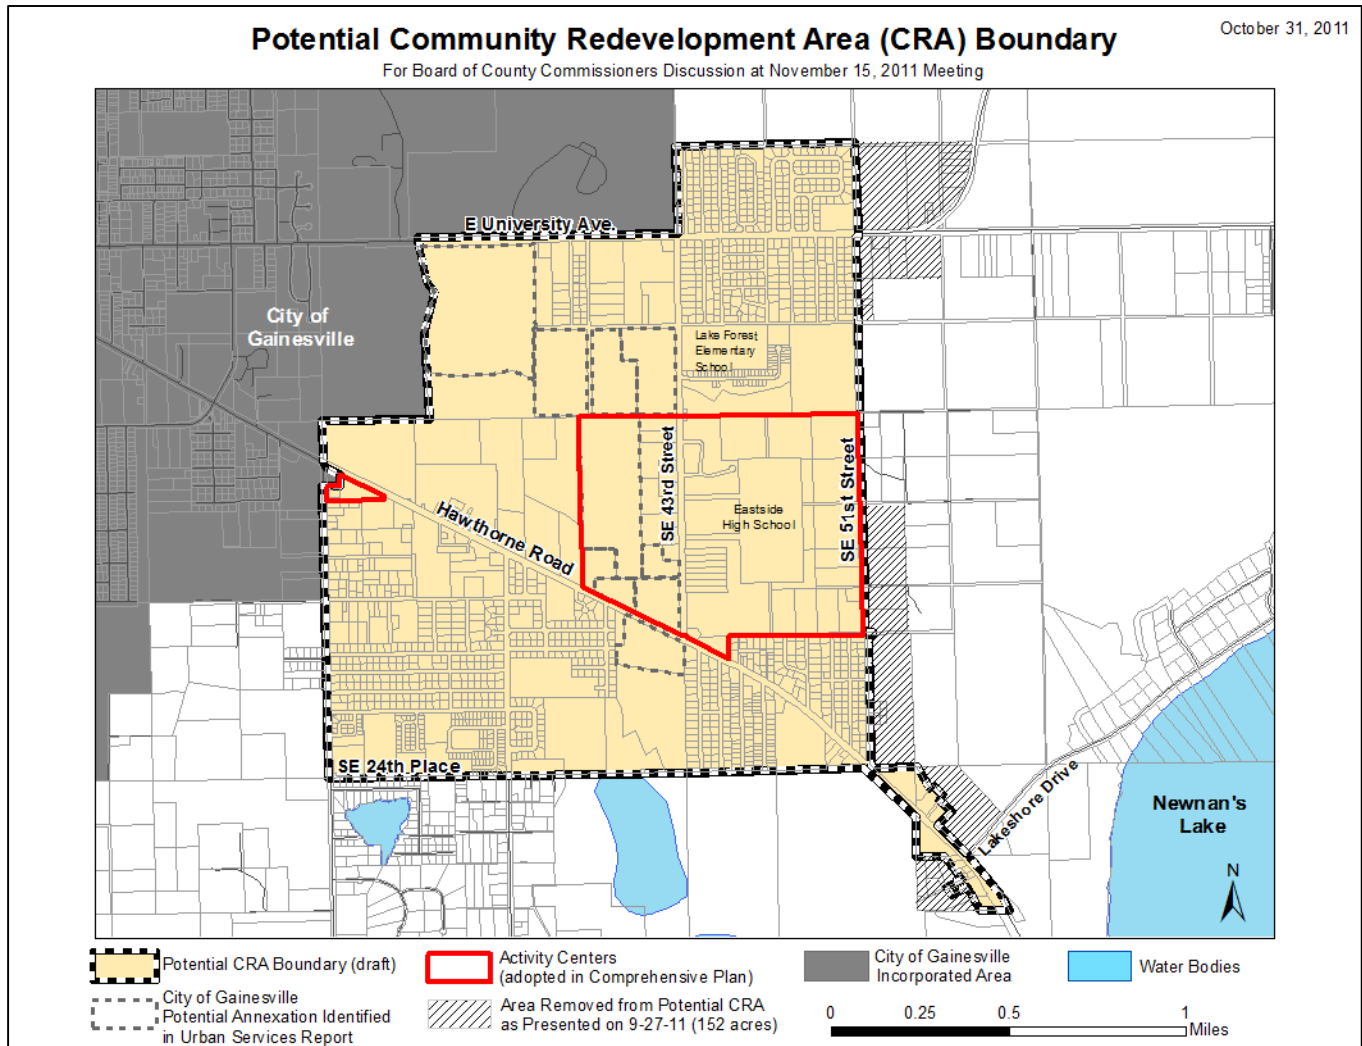 October 31, 2011
Potential Community Redevelopment Area (CRA) Boundary
For Board of County Commissioners Discussion at November 15, 2011 Meeting
E University Ave.
City of
Gainesville
Lake Forest
Elementary
School
SE 43rd Street
SE 51st Street
Eastside
High School
Hawthorne Road
SE 24th Place
Lakeshore Drive
Newnan's
Lake
N
Potential CRA Boundary (draft)
Activity Centers
(adopted in Comprehensive Plan)
City of Gainesville
Incorporated Area
Water Bodies
City of Gainesville
Potential Annexation Identified
in Urban Services Report
Area Removed from Potential CRA
as Presented on 9-27-11 (152 acres)
0 0.25 0.5 1
Miles